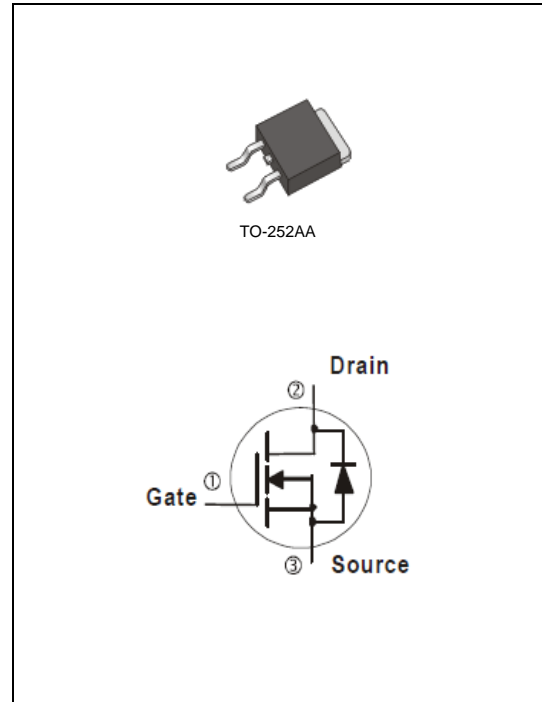 TO-252AA
Drain
②
①
Gate
③
Source